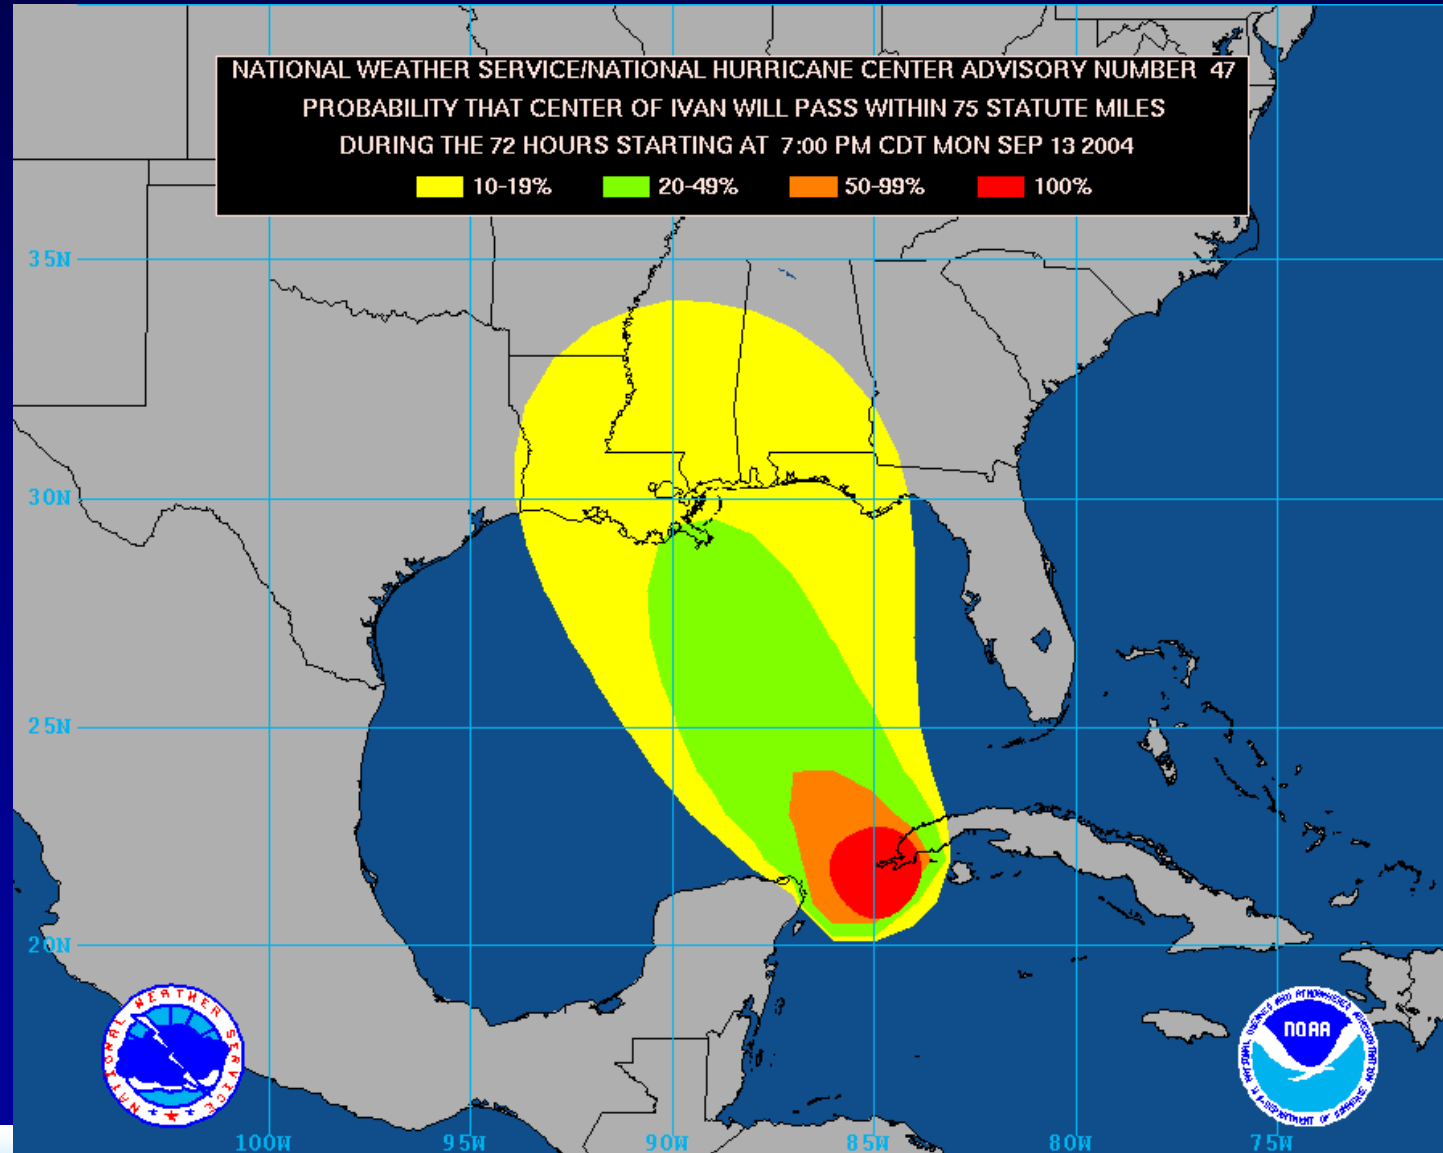 NATIONAL WEATHER SERVICE/NATIONAL HURRICANE CENTER ADVISORY NUMBER 47
PROBABILITY THAT CENTER OF IVAN WILL PASS WITHIN 75 STATUTE MILES
DURING THE 72 HOURS STARTING AT 7:00 PM CDT MON SEP 13 2004
10-19% 20-49% 50-99% 100%
35N
30N
25N
20N
NATIONAL WEATHER SERVICE
NOAA
100W 95W 90W 85W 80W 75W